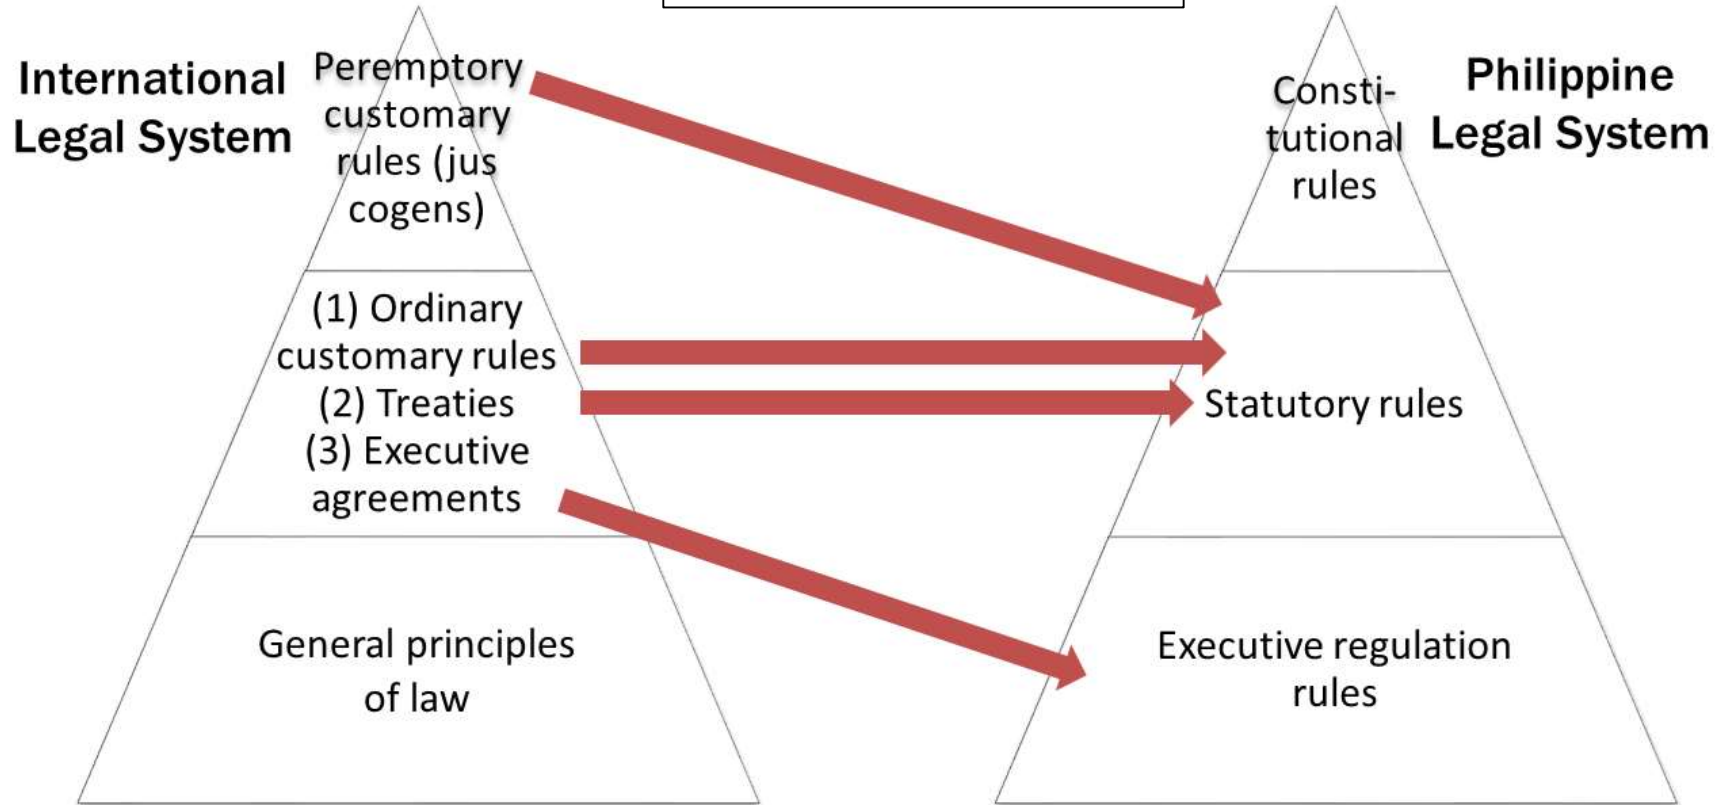 International
Legal System
Peremptory
customary
rules (jus
cogens)
(1) Ordinary
customary rules
(2) Treaties
(3) Executive
agreements
General principles
of law
Consti-
tutional
rules
Philippine
Legal System
Statutory rules
Executive regulation
rules